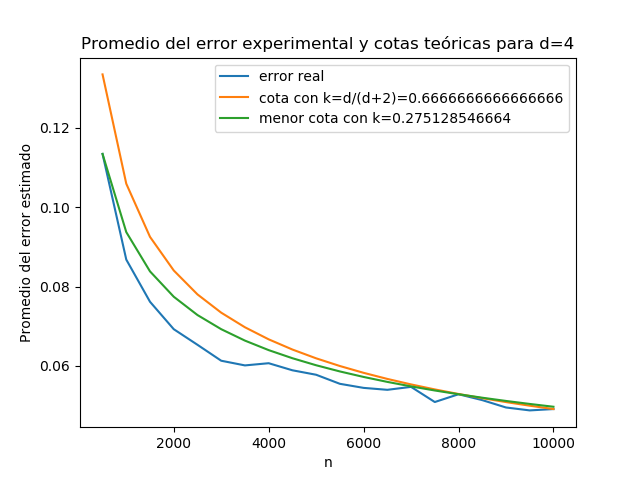 Promedio del error experimental y cotas teóricas para d=4
error real
cota con k=d/(d+2)=0.6666666666666666
menor cota con k=0.275128546664
Promedio del error estimado
0.12
0.10
0.08
0.06
2000
4000
6000
8000
10000
n